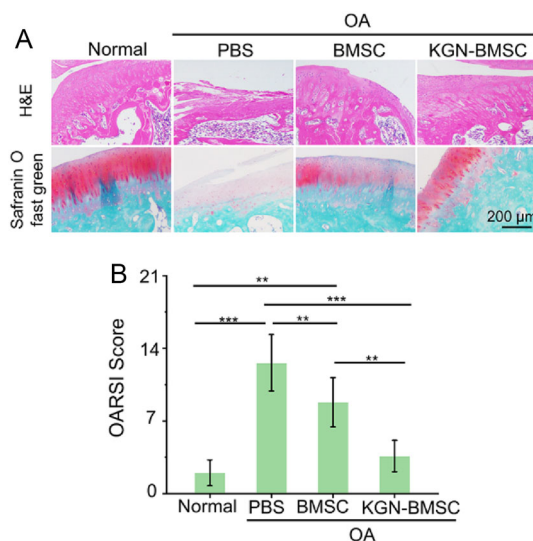 A
OA
Normal
PBS
BMSC
KGN-BMSC
H&E
Safranin O
fast green
200 µm
B
21
14
7
0
OARSI Score
**
***
***
**
**
Normal
PBS
BMSC
KGN-BMSC
OA